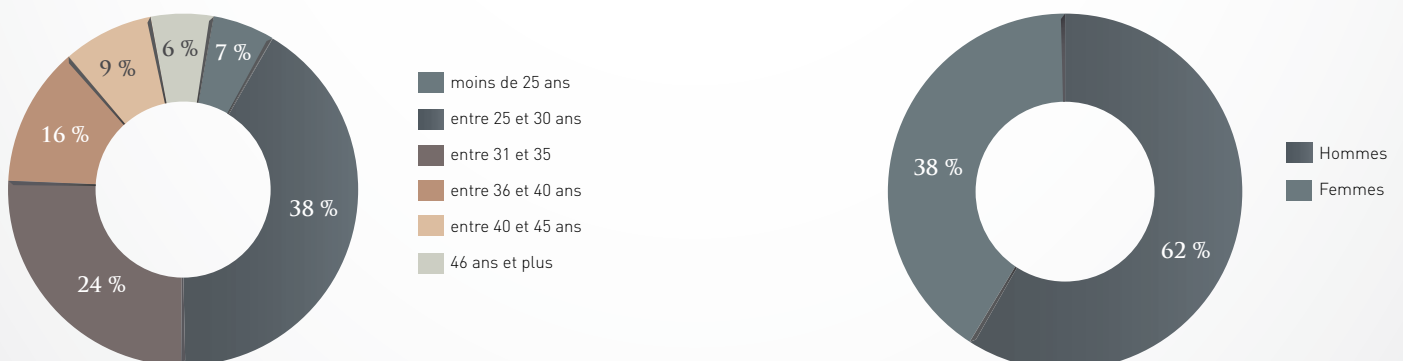 6 %
7 %
9 %
16 %
38 %
24 %
moins de 25 ans
entre 25 et 30 ans
entre 31 et 35
entre 36 et 40 ans
entre 40 et 45 ans
46 ans et plus
38 %
62 %
Hommes
Femmes